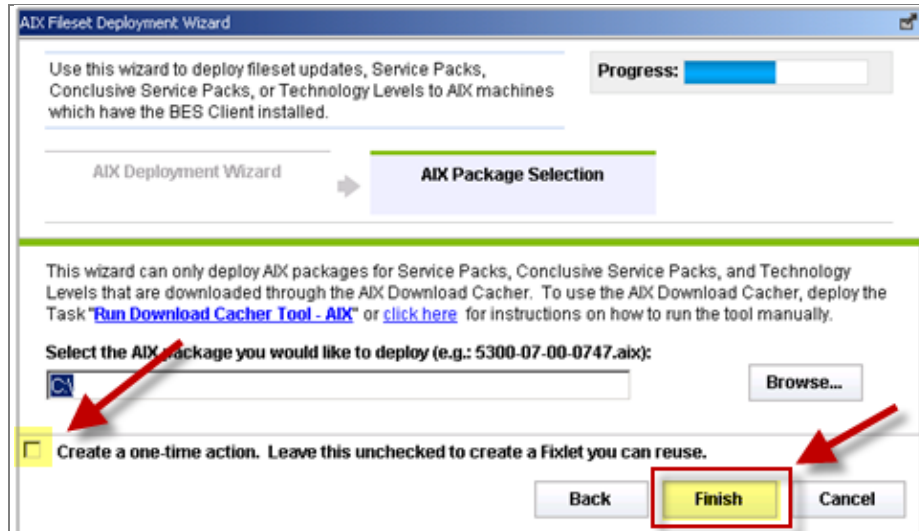 AIX Fileset Deployment Wizard
Use this wizard to deploy fileset updates, Service Packs,
Conclusive Service Packs, or Technology Levels to AIX machines
which have the BES Client installed.
Progress:
AIX Deployment Wizard
AIX Package Selection
This wizard can only deploy AIX packages for Service Packs, Conclusive Service Packs, and Technology
Levels that are downloaded through the AIX Download Cacher. To use the AIX Download Cacher, deploy the
Task "Run Download Cacher Tool - AIX" or click here for instructions on how to run the tool manually.
Select the AIX package you would like to deploy (e.g.: 5300-07-00-0747.aix):
C:\
Browse...
Create a one-time action. Leave this unchecked to create a Fixlet you can reuse.
Back
Finish
Cancel